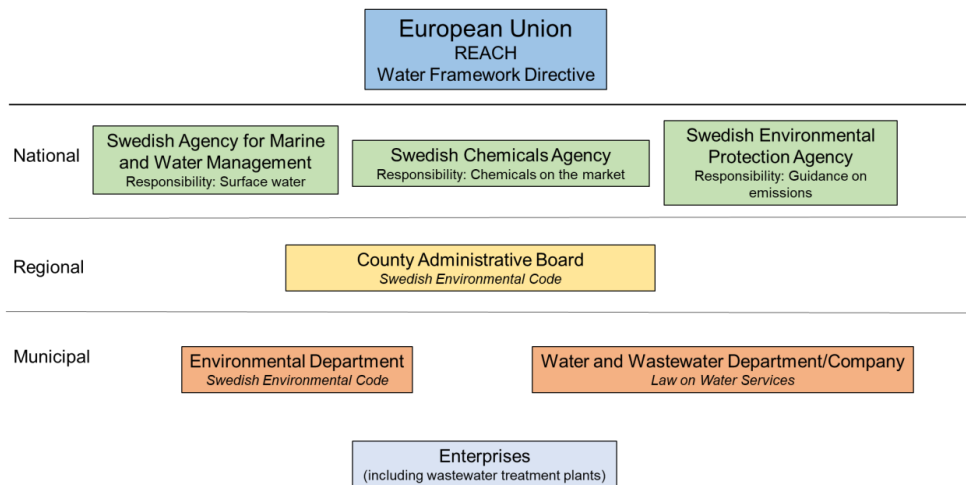 European Union
REACH
Water Framework Directive
National
Swedish Agency for Marine
and Water Management
Responsibility: Surface water
Swedish Chemicals Agency
Responsibility: Chemicals on the market
Swedish Environmental
Protection Agency
Responsibility: Guidance on
emissions
Regional
County Administrative Board
Swedish Environmental Code
Municipal
Environmental Department
Swedish Environmental Code
Water and Wastewater Department/Company
Law on Water Services
Enterprises
(including wastewater treatment plants)